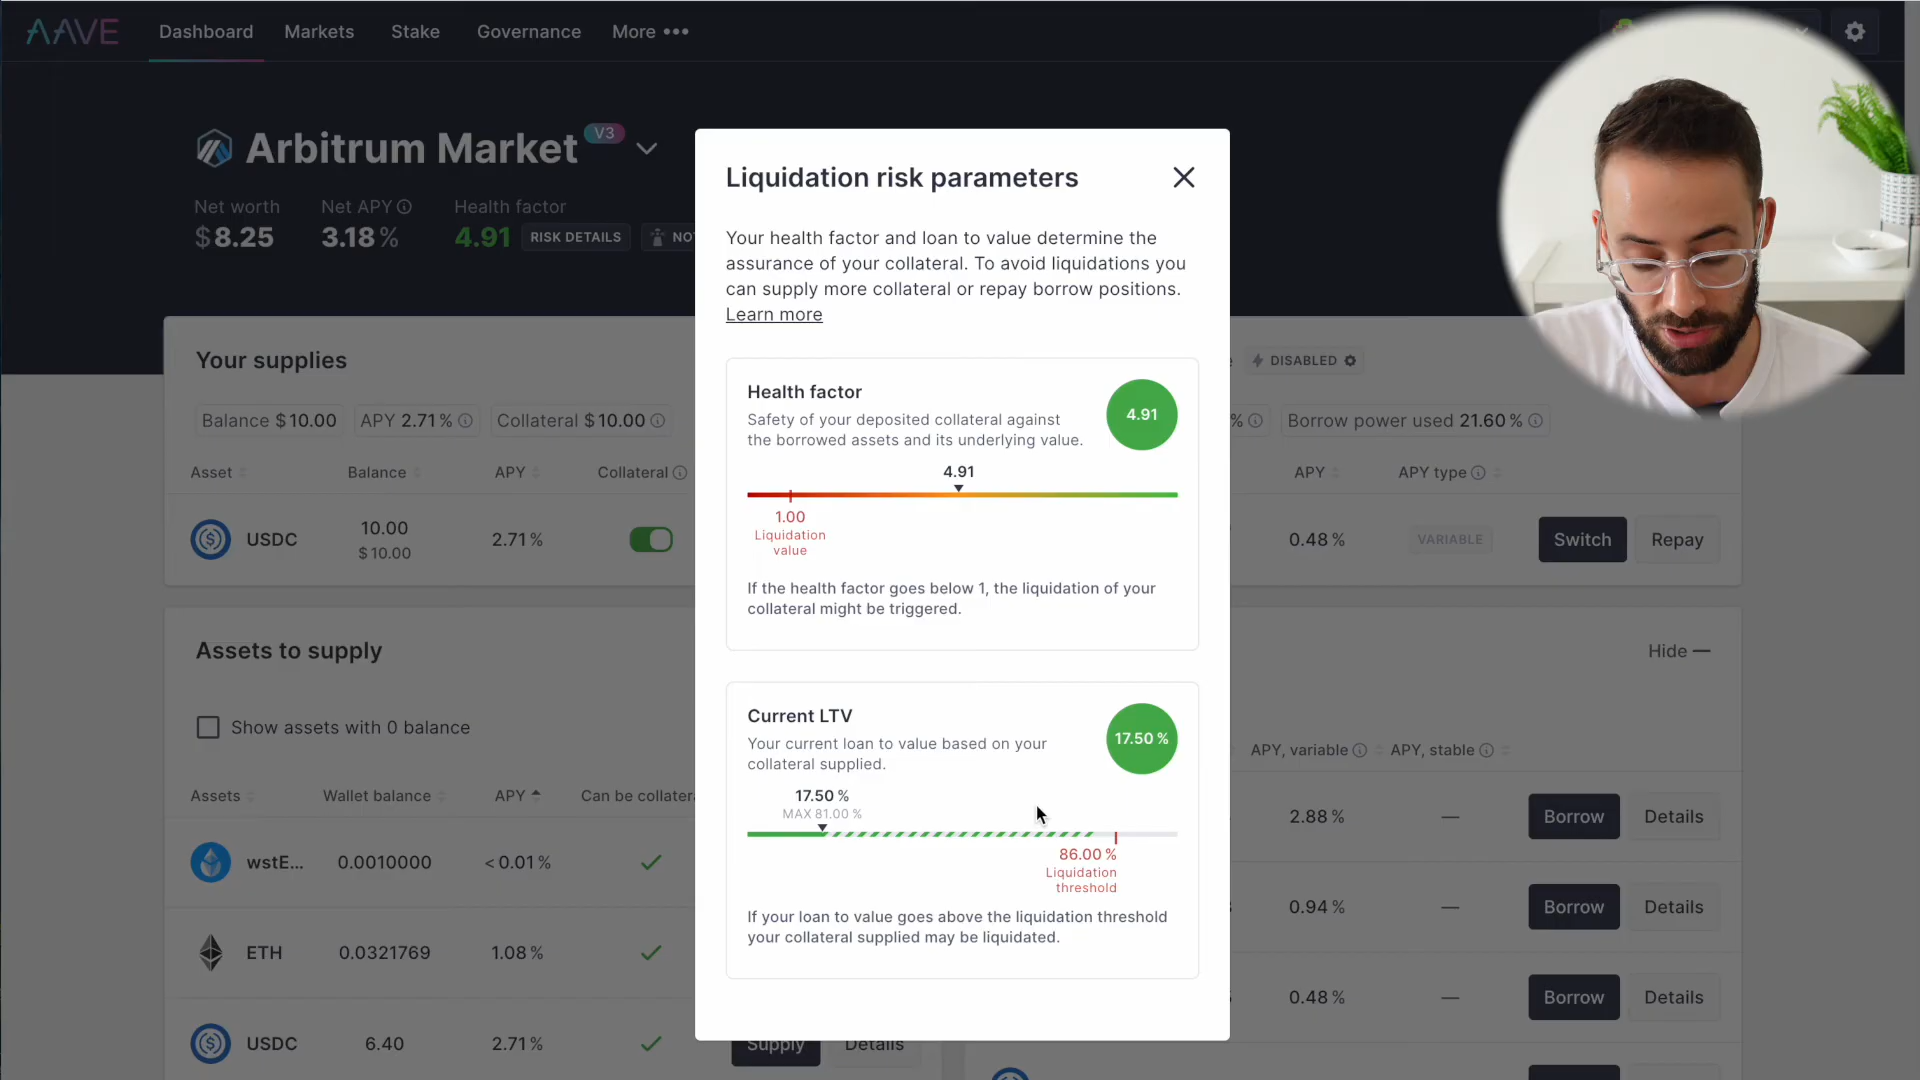 AAVE
Dashboard
Markets
Stake
Governance
More
Arbitrum Market
V3
Net worth
Net APY
Health factor
$8.25
3.18 %
4.91
RISK DETAILS
Your supplies
Balance $10.00
APY 2.71 %
Collateral $10.00
Asset
Balance
APY
Collateral
USDC
10.00
$10.00
2.71 %
Assets to supply
Show assets with 0 balance
Assets
Wallet balance
APY
wstE...
0.0010000
<0.01 %
ETH
0.0321769
1.08 %
USDC
6.40
2.71 %
Supply
Details
Liquidation risk parameters
Your health factor and loan to value determine the
assurance of your collateral. To avoid liquidations you
can supply more collateral or repay borrow positions.
Learn more
Health factor
Safety of your deposited collateral against
the borrowed assets and its underlying value.
4.91
4.91
1.00
Liquidation
value
If the health factor goes below 1, the liquidation of your
collateral might be triggered.
Current LTV
Your current loan to value based on your
collateral supplied.
17.50 %
17.50 %
MAX 81.00 %
86.00 %
Liquidation
threshold
If your loan to value goes above the liquidation threshold
your collateral supplied may be liquidated.
DISABLED
%
Borrow power used 21.60 %
APY
APY type
0.48 %
VARIABLE
Switch
Repay
Hide —
APY, variable
APY, stable
2.88 %
—
Borrow
Details
0.94 %
—
Borrow
Details
0.48 %
—
Borrow
Details